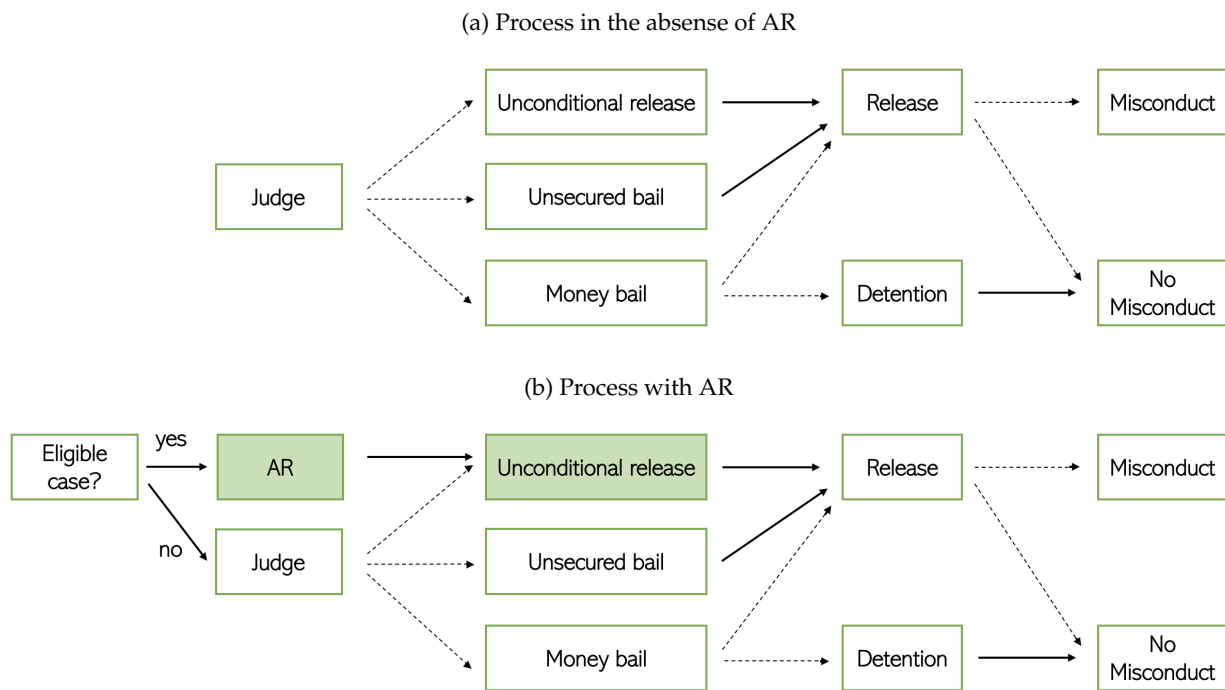 (a) Process in the absense of AR
Unconditional release
Release
Misconduct
Judge
Unsecured bail
Money bail
Detention
No
Misconduct
(b) Process with AR
Eligible
case?
yes
no
AR
Unconditional release
Release
Misconduct
Judge
Unsecured bail
Money bail
Detention
No
Misconduct